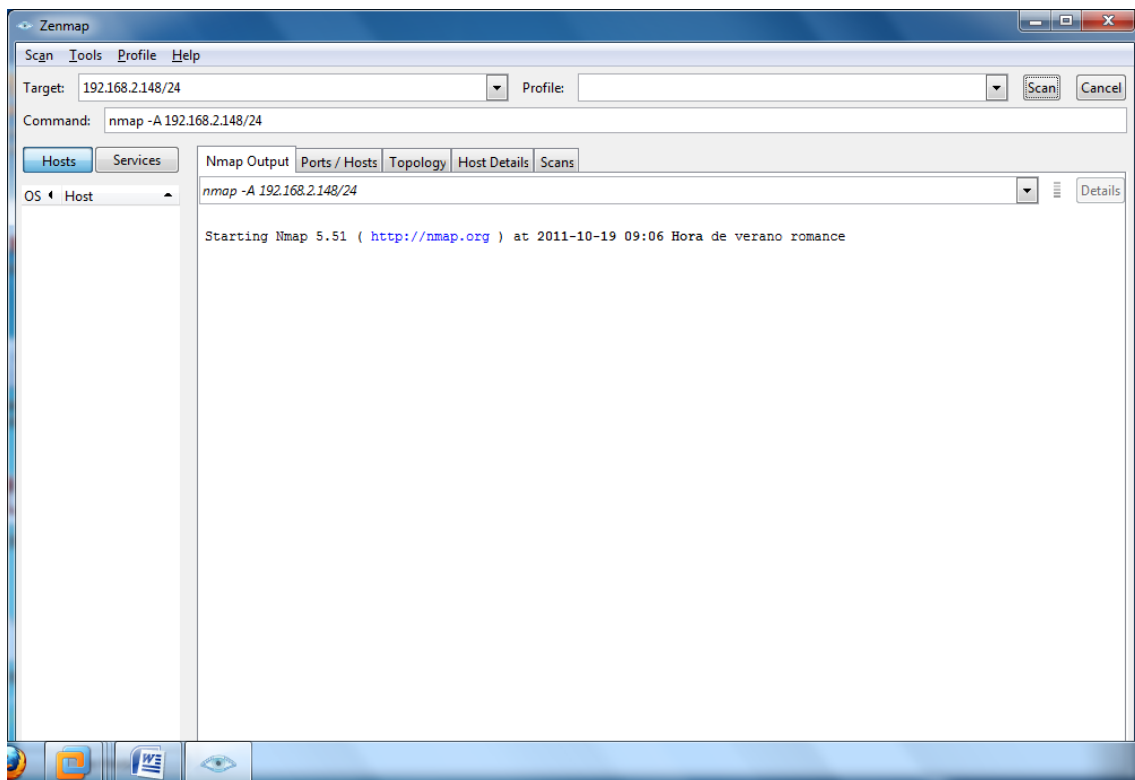 Zenmap
Scan Tools Profile Help
Target: 192.168.2.148/24 Profile: Scan Cancel
Command: nmap -A 192.168.2.148/24
Hosts Services Nmap Output Ports / Hosts Topology Host Details Scans
OS Host nmap -A 192.168.2.148/24 Details
Starting Nmap 5.51 ( http://nmap.org ) at 2011-10-19 09:06 Hora de verano romance